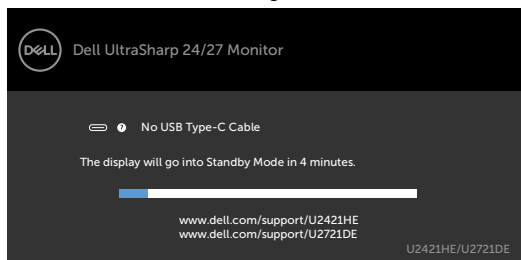 DELL
Dell UltraSharp 24/27 Monitor
? No USB Type-C Cable
The display will go into Standby Mode in 4 minutes.
www.dell.com/support/U2421HE
www.dell.com/support/U2721DE
U2421HE/U2721DE